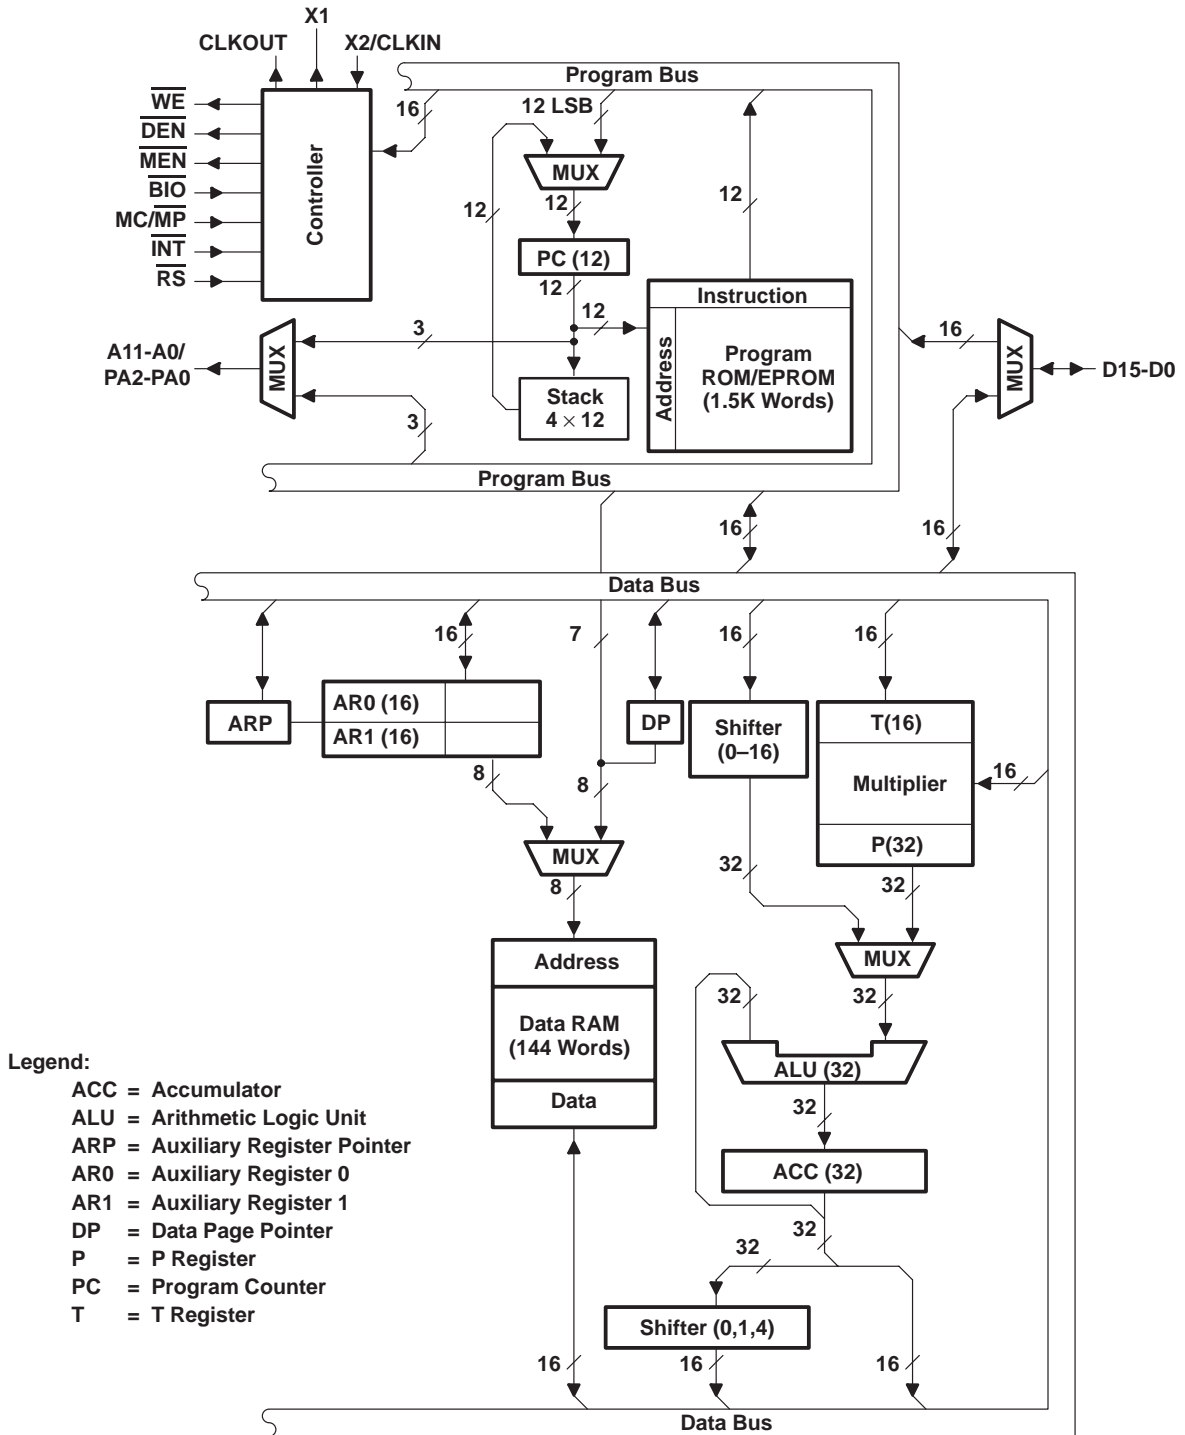 X1
CLKOUT
X2/CLKIN
Program Bus
WE
DEN
MEN
BIO
MC/MP
INT
RS
Controller
16
12 LSB
MUX
12
12
12
PC (12)
12
12
Instruction
Address
Program
ROM/EPROM
(1.5K Words)
3
A11-A0/
PA2-PA0
MUX
Stack
4 × 12
3
16
MUX
D15-D0
Program Bus
16
16
Data Bus
16
7
16
16
ARP
AR0 (16)
AR1 (16)
DP
Shifter
(0–16)
T(16)
Multiplier
P(32)
16
8
8
MUX
8
32
32
MUX
Address
Data RAM
(144 Words)
Data
32
32
ALU (32)
32
ACC (32)
32
32
Shifter (0,1,4)
16
16
16
Data Bus
Legend:
ACC = Accumulator
ALU = Arithmetic Logic Unit
ARP = Auxiliary Register Pointer
AR0 = Auxiliary Register 0
AR1 = Auxiliary Register 1
DP = Data Page Pointer
P = P Register
PC = Program Counter
T = T Register